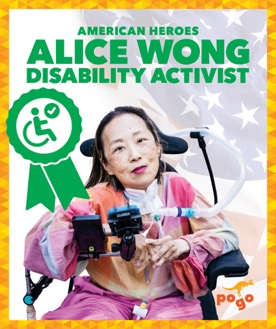 AMERICAN HEROES
ALICE WONG
DISABILITY ACTIVIST
pogo